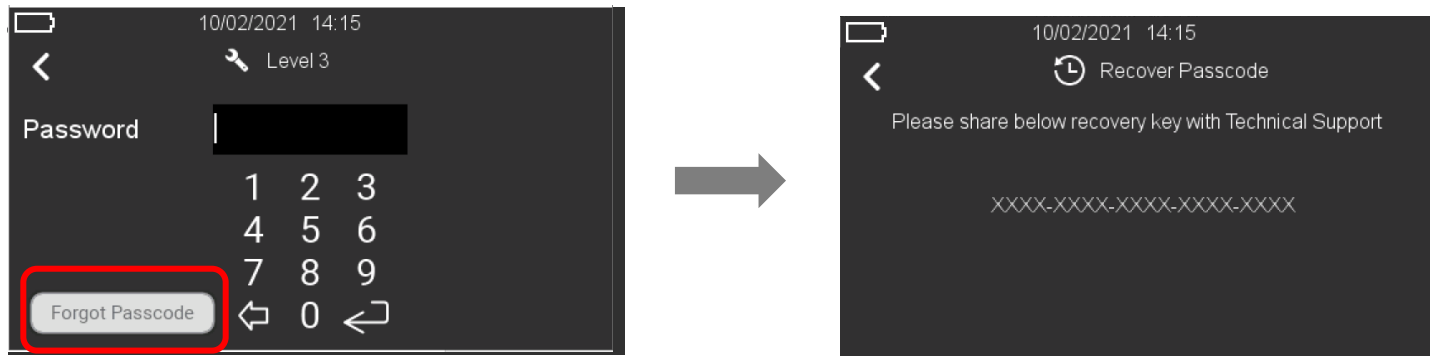 10/02/2021 14:15
Level 3
Password
1 2 3
4 5 6
7 8 9
Forgot Passcode 0
10/02/2021 14:15
Recover Passcode
Please share below recovery key with Technical Support
XXXX-XXXX-XXXX-XXXX-XXXX